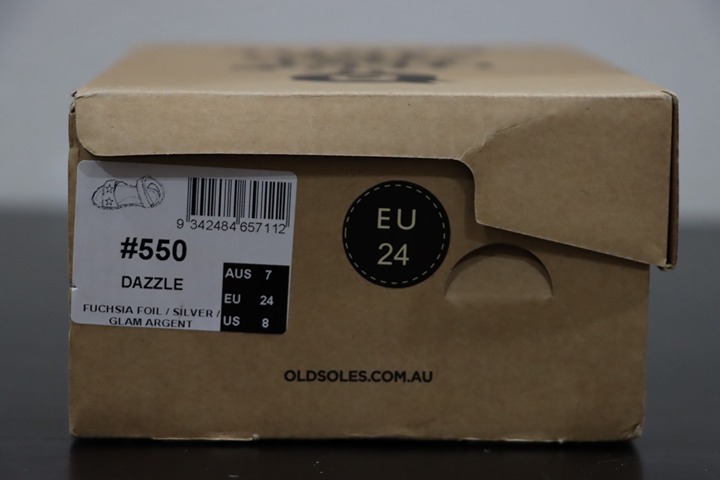 9 342484 657112
#550
DAZZLE
FUCHSIA FOIL / SILVER /
GLAM ARGENT
AUS 7
EU 24
US 8
EU
24
OLDSOLES.COM.AU